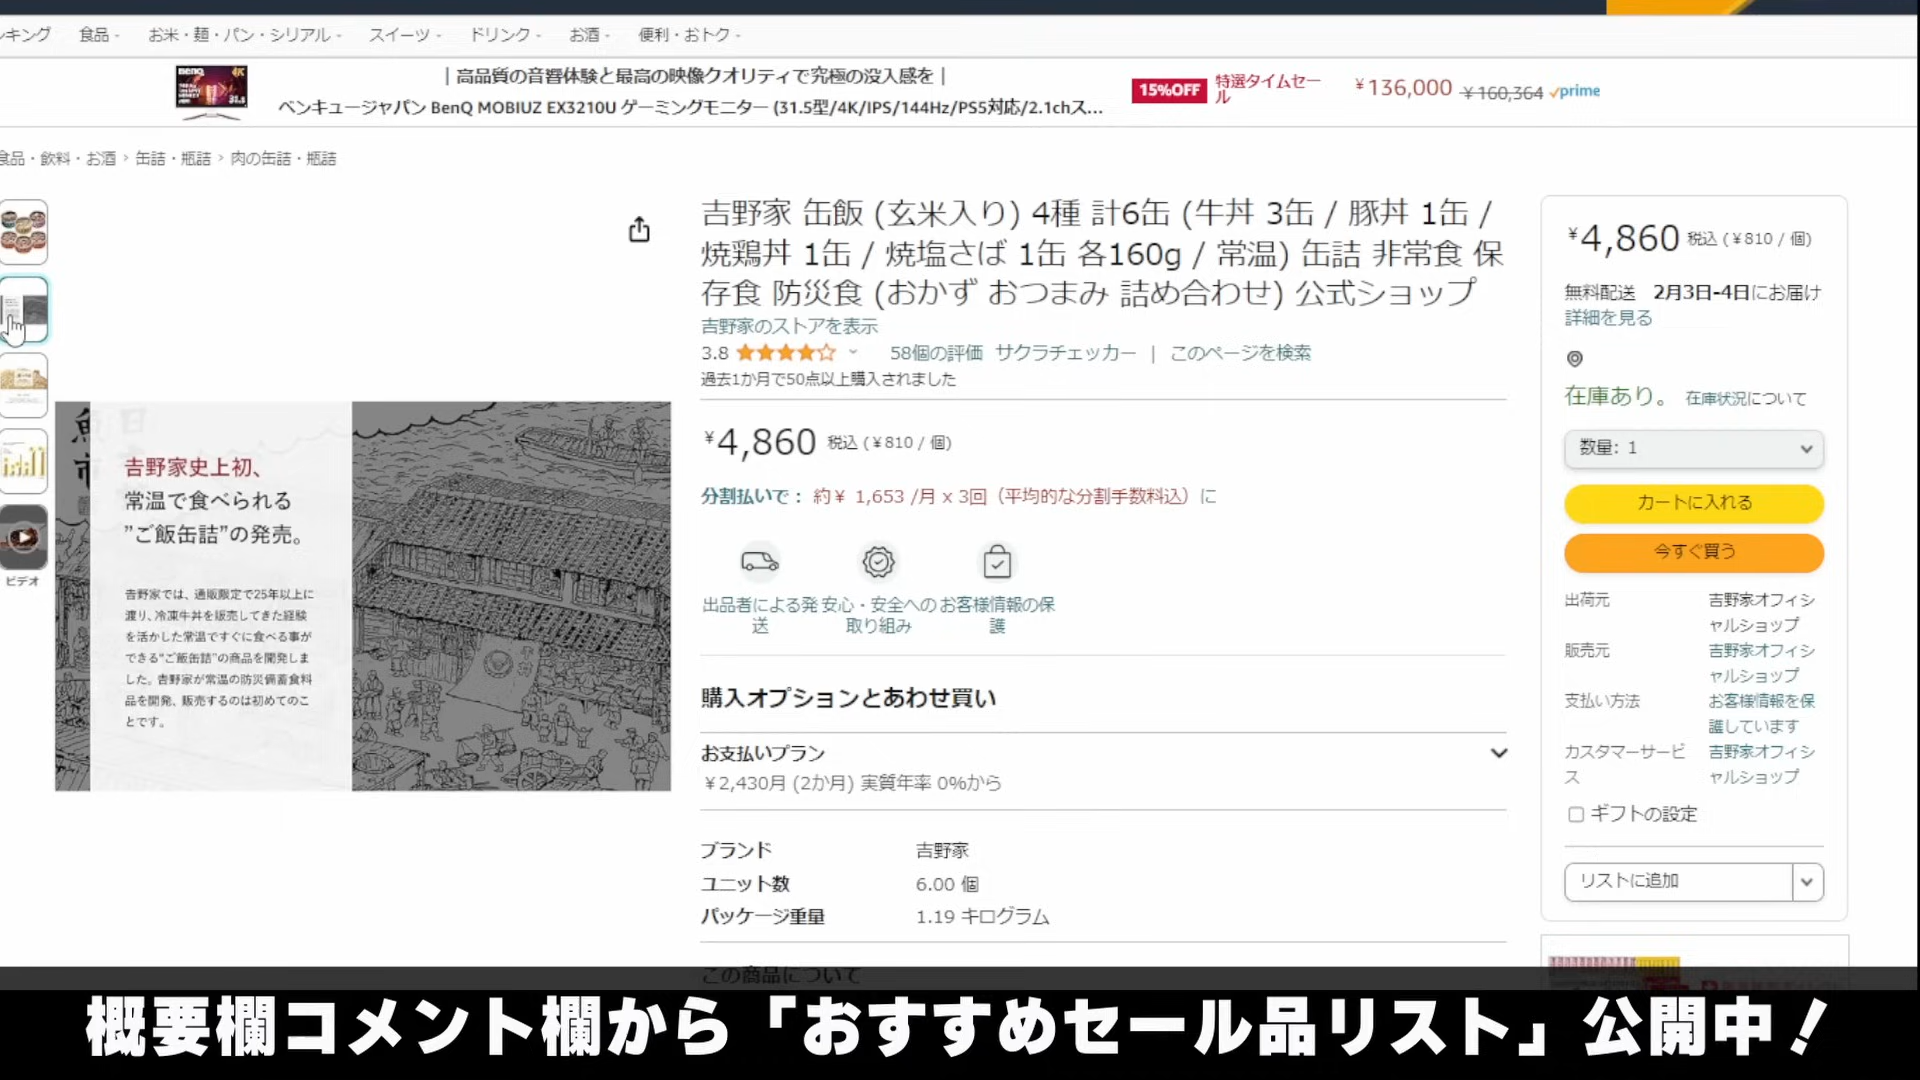 ンキング 食品 お米・麺・パン・シリアル スイーツ ドリンク お酒 便利・おトク
BenQ 4K 31.5
｜高品質の音響体験と最高の映像クオリティで究極の没入感を｜
ベンキュージャパン BenQ MOBIUZ EX3210U ゲーミングモニター (31.5型/4K/IPS/144Hz/PS5対応/2.1chス...
15%OFF 特選タイムセール ¥136,000 ¥160,364 prime
食品・飲料・お酒 › 缶詰・瓶詰 › 肉の缶詰・瓶詰
吉野家 缶飯 (玄米入り) 4種 計6缶 (牛丼 3缶 / 豚丼 1缶 /
焼鶏丼 1缶 / 焼塩さば 1缶 各160g / 常温) 缶詰 非常食 保
存食 防災食 (おかず おつまみ 詰め合わせ) 公式ショップ
吉野家のストアを表示
3.8 58個の評価 サクラチェッカー | このページを検索
過去1か月で50点以上購入されました
¥4,860 税込 (¥810 / 個)
分割払いで： 約¥ 1,653 /月 x 3回（平均的な分割手数料込）に
出品者による発送
安心・安全への取り組み
お客様情報の保護
購入オプションとあわせ買い
お支払いプラン
¥2,430月 (2か月) 実質年率 0%から
ブランド 吉野家
ユニット数 6.00 個
パッケージ重量 1.19 キログラム
この商品について
ビデオ
魚市
日
吉野家史上初、
常温で食べられる
”ご飯缶詰”の発売。
吉野家では、通販限定で25年以上に
渡り、冷凍牛丼を販売してきた経験
を活かした常温ですぐに食べる事が
できる“ご飯缶詰”の商品を開発しま
した。吉野家が常温の防災備蓄食料
品を開発、販売するのは初めてのこ
とです。
¥4,860 税込 (¥810 / 個)
無料配送 2月3日-4日にお届け
詳細を見る
在庫あり。 在庫状況について
数量: 1
カートに入れる
今すぐ買う
出荷元 吉野家オフィシャルショップ
販売元 吉野家オフィシャルショップ
支払い方法 お客様情報を保護しています
カスタマーサービス 吉野家オフィシャルショップ
ギフトの設定
リストに追加
概要欄コメント欄から「おすすめセール品リスト」公開中！